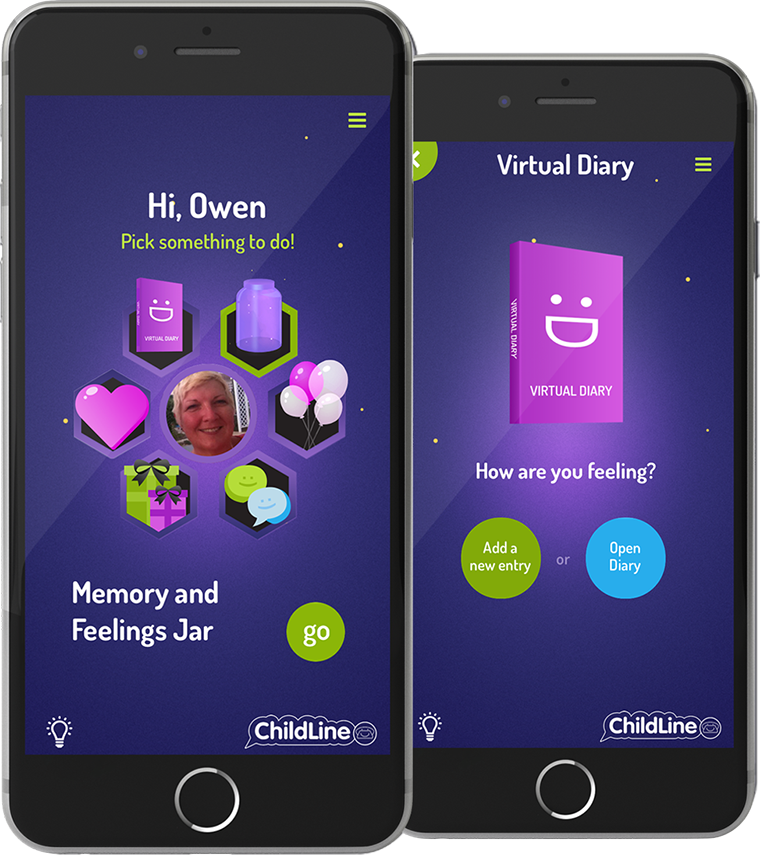 Hi, Owen
Pick something to do!
VIRTUAL DIARY
Memory and
Feelings Jar
go
ChildLine
Virtual Diary
VIRTUAL DIARY
VIRTUAL DIARY
How are you feeling?
Add a
new entry
or
Open
Diary
ChildLine